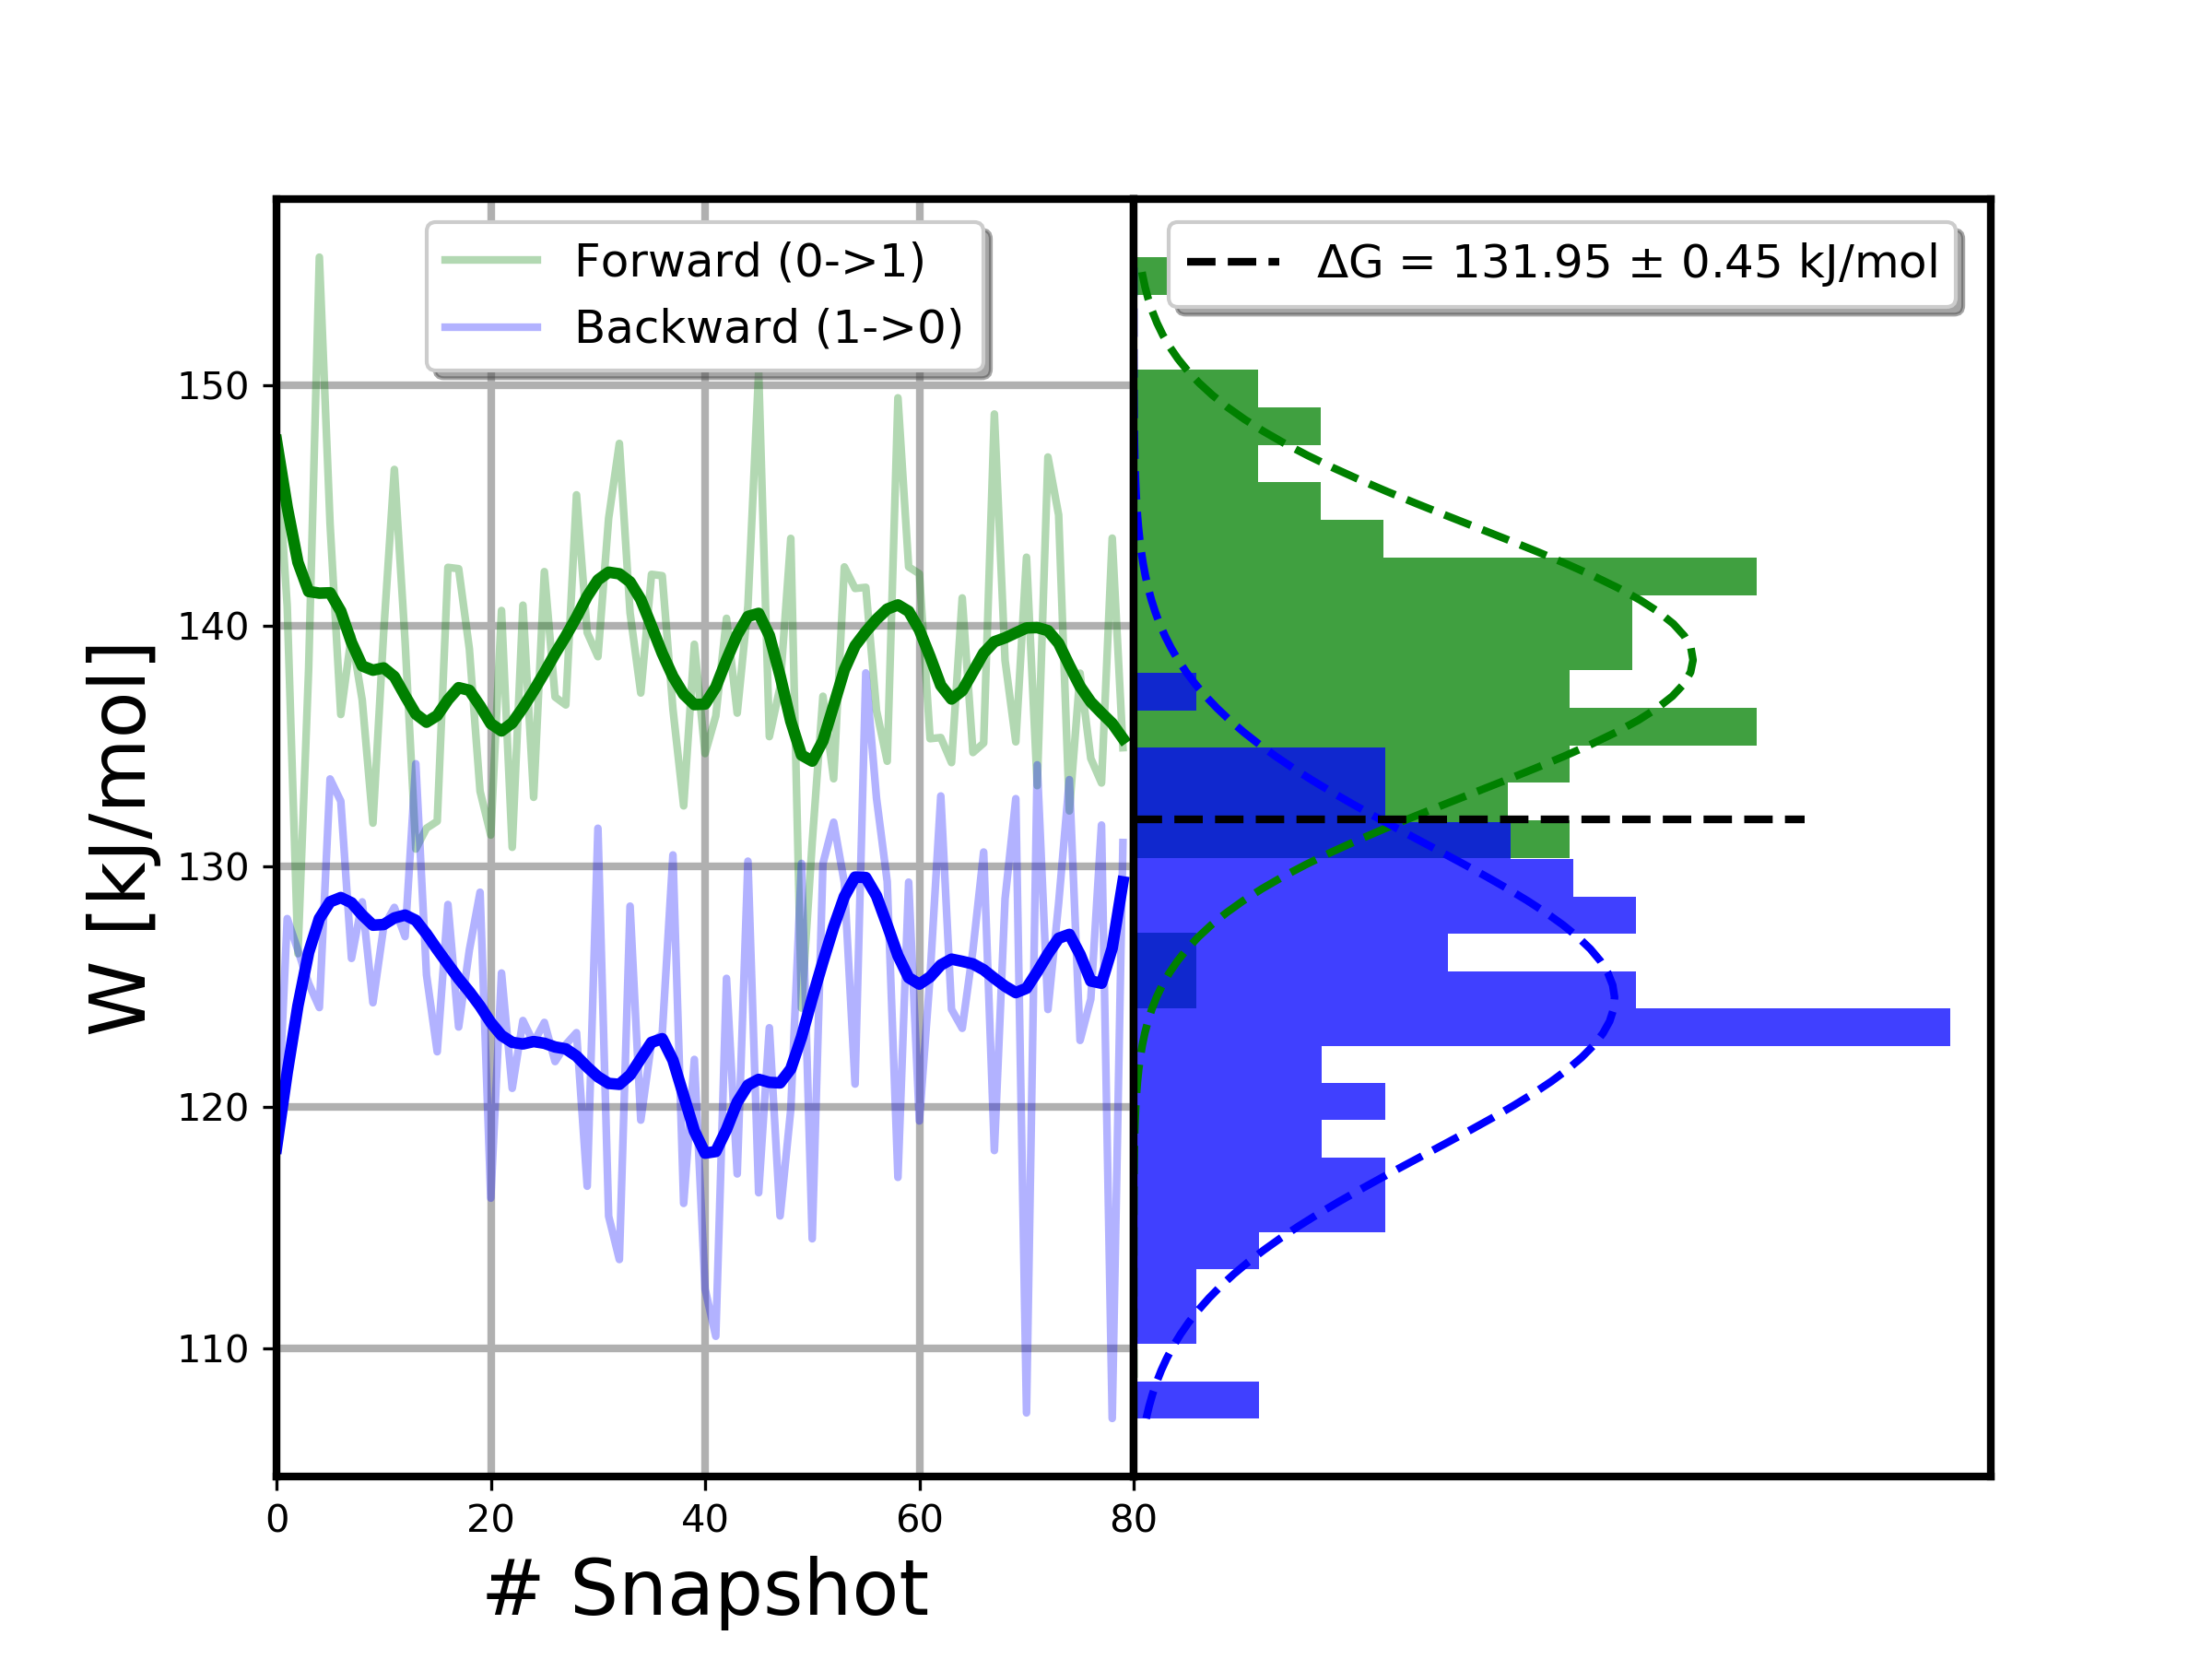 Forward (0->1)
Backward (1->0)
ΔG = 131.95 ± 0.45 kJ/mol
W [kJ/mol]
150
140
130
120
110
0 20 40 60 80
# Snapshot